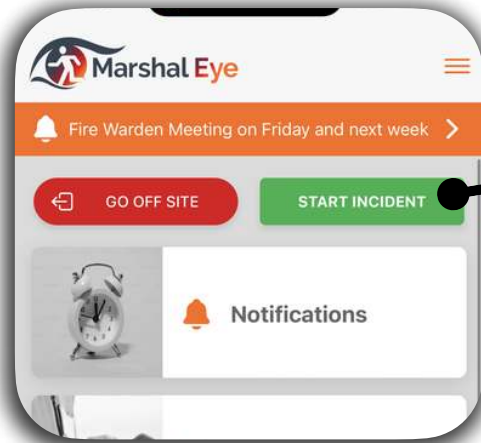 Marshal Eye
Fire Warden Meeting on Friday and next week
GO OFF SITE
START INCIDENT
Notifications